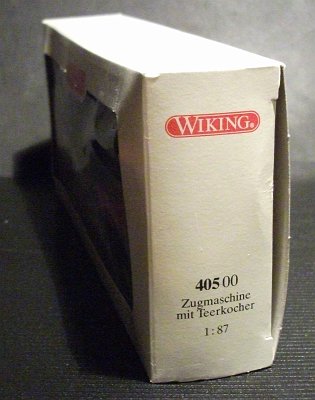 WIKING®
405 00
Zugmaschine
mit Teerkocher
1:87